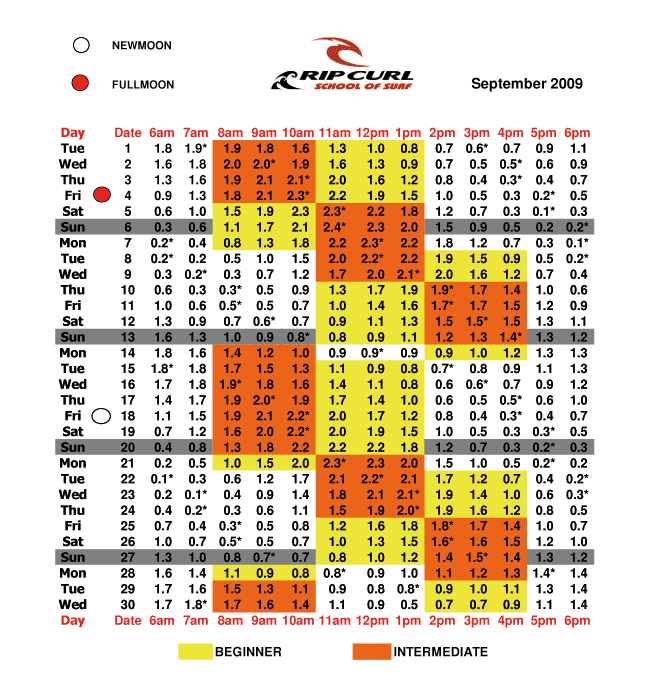 NEWMOON
FULLMOON
RIP CURL
SCHOOL OF SURF
September 2009
Day Date 6am 7am 8am 9am 10am 11am 12pm 1pm 2pm 3pm 4pm 5pm 6pm
Tue 1 1.8 1.9* 1.9 1.8 1.6 1.3 1.0 0.8 0.7 0.6* 0.7 0.9 1.1
Wed 2 1.6 1.8 2.0 2.0* 1.9 1.6 1.3 0.9 0.7 0.5 0.5* 0.6 0.9
Thu 3 1.3 1.6 1.9 2.1 2.1* 2.0 1.6 1.2 0.8 0.4 0.3* 0.4 0.7
Fri 4 0.9 1.3 1.8 2.1 2.3* 2.2 1.9 1.5 1.0 0.5 0.3 0.2* 0.5
Sat 5 0.6 1.0 1.5 1.9 2.3 2.3* 2.2 1.8 1.2 0.7 0.3 0.1* 0.3
Sun 6 0.3 0.6 1.1 1.7 2.1 2.4* 2.3 2.0 1.5 0.9 0.5 0.2 0.2*
Mon 7 0.2* 0.4 0.8 1.3 1.8 2.2 2.3* 2.2 1.8 1.2 0.7 0.3 0.1*
Tue 8 0.2* 0.2 0.5 1.0 1.5 2.0 2.2* 2.2 1.9 1.5 0.9 0.5 0.2*
Wed 9 0.3 0.2* 0.3 0.7 1.2 1.7 2.0 2.1* 2.0 1.6 1.2 0.7 0.4
Thu 10 0.6 0.3 0.3* 0.5 0.9 1.3 1.7 1.9 1.9* 1.7 1.4 1.0 0.6
Fri 11 1.0 0.6 0.5* 0.5 0.7 1.0 1.4 1.6 1.7* 1.7 1.5 1.2 0.9
Sat 12 1.3 0.9 0.7 0.6* 0.7 0.9 1.1 1.3 1.5 1.5* 1.5 1.3 1.1
Sun 13 1.6 1.3 1.0 0.9 0.8* 0.8 0.9 1.1 1.2 1.3 1.4* 1.3 1.2
Mon 14 1.8 1.6 1.4 1.2 1.0 0.9 0.9* 0.9 0.9 1.0 1.2 1.3 1.3
Tue 15 1.8* 1.8 1.7 1.5 1.3 1.1 0.9 0.8 0.7* 0.8 0.9 1.1 1.3
Wed 16 1.7 1.8 1.9* 1.8 1.6 1.4 1.1 0.8 0.6 0.6* 0.7 0.9 1.2
Thu 17 1.4 1.7 1.9 2.0* 1.9 1.7 1.4 1.0 0.6 0.5 0.5* 0.6 1.0
Fri 18 1.1 1.5 1.9 2.1 2.2* 2.0 1.7 1.2 0.8 0.4 0.3* 0.4 0.7
Sat 19 0.7 1.2 1.6 2.0 2.2* 2.0 1.9 1.5 1.0 0.5 0.3 0.3* 0.5
Sun 20 0.4 0.8 1.3 1.8 2.2 2.2 2.2 1.8 1.2 0.7 0.3 0.2* 0.3
Mon 21 0.2 0.5 1.0 1.5 2.0 2.3* 2.3 2.0 1.5 1.0 0.5 0.2* 0.2
Tue 22 0.1* 0.3 0.6 1.2 1.7 2.1 2.2* 2.1 1.7 1.2 0.7 0.4 0.2*
Wed 23 0.2 0.1* 0.4 0.9 1.4 1.8 2.1 2.1* 1.9 1.4 1.0 0.6 0.3*
Thu 24 0.4 0.2* 0.3 0.6 1.1 1.5 1.9 2.0* 1.9 1.6 1.2 0.8 0.5
Fri 25 0.7 0.4 0.3* 0.5 0.8 1.2 1.6 1.8 1.8* 1.7 1.4 1.0 0.7
Sat 26 1.0 0.7 0.5* 0.5 0.7 1.0 1.3 1.5 1.6* 1.6 1.5 1.2 0.9
Sun 27 1.3 1.0 0.8 0.7* 0.7 0.8 1.0 1.2 1.4 1.5* 1.4 1.3 1.2
Mon 28 1.6 1.4 1.1 0.9 0.8 0.8* 0.9 1.0 1.1 1.2 1.3 1.4* 1.4
Tue 29 1.7 1.6 1.5 1.3 1.1 0.9 0.8 0.8* 0.9 1.0 1.1 1.3 1.4
Wed 30 1.7 1.8* 1.7 1.6 1.4 1.1 0.9 0.5 0.7 0.7 0.9 1.1 1.4
Day Date 6am 7am 8am 9am 10am 11am 12pm 1pm 2pm 3pm 4pm 5pm 6pm
BEGINNER INTERMEDIATE